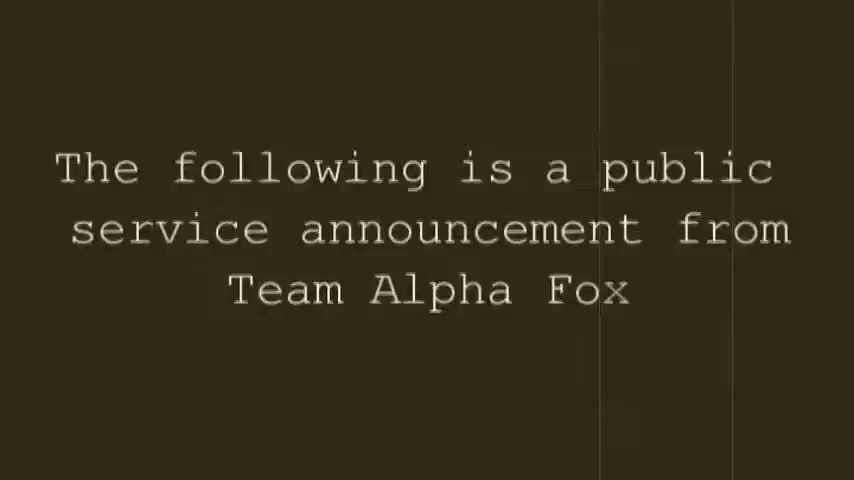 The following is a public
service announcement from
Team Alpha Fox